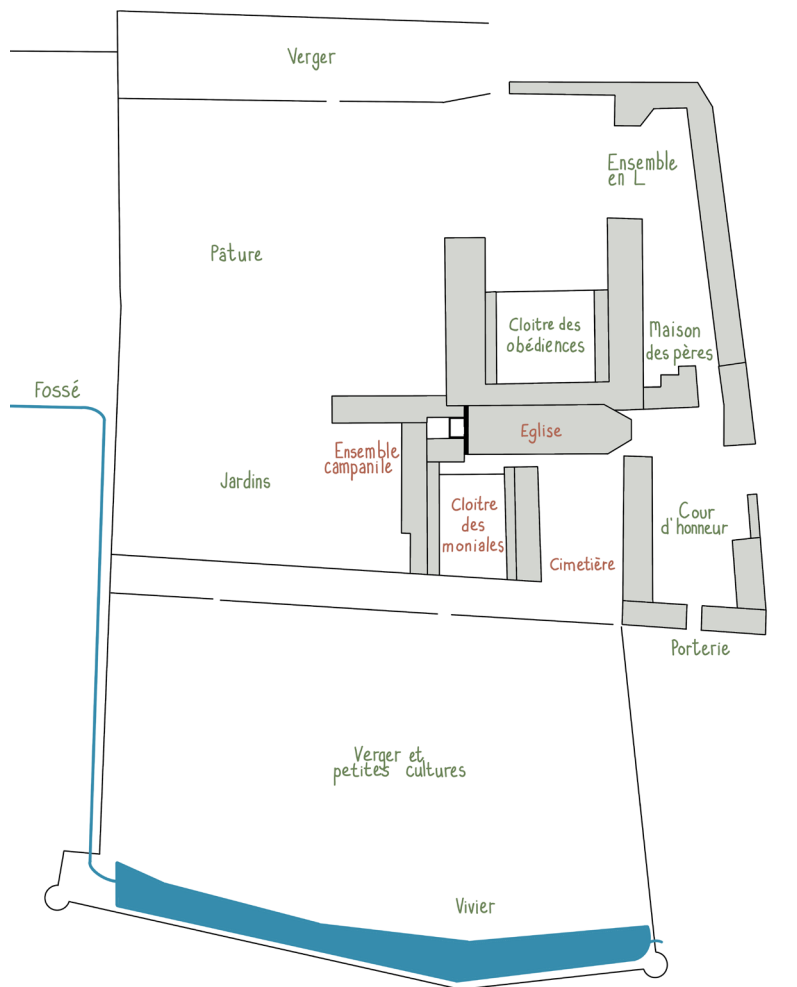 Verger
Ensemble
en L
Pâture
Cloitre des
obédiences
Maison
des pères
Fossé
Eglise
Ensemble
campanile
Jardins
Cloitre
des
moniales
Cour
d'honneur
Cimetière
Porterie
Verger et
petites cultures
Vivier